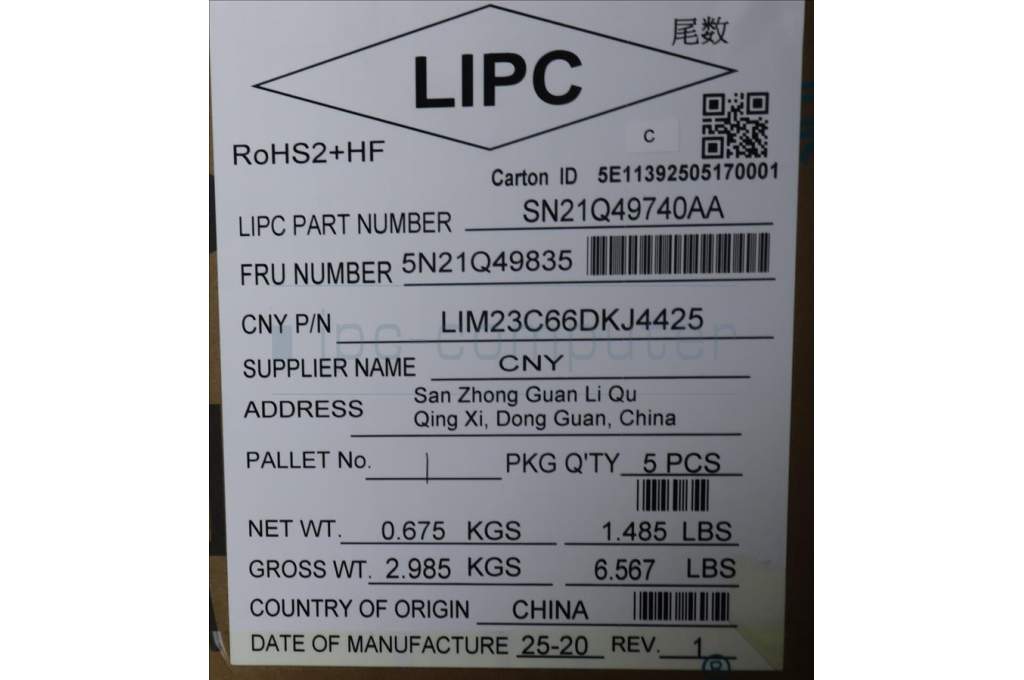 尾数
LIPC
C
RoHS2+HF
Carton ID 5E11392505170001
LIPC PART NUMBER SN21Q49740AA
FRU NUMBER 5N21Q49835
CNY P/N LIM23C66DKJ4425
ipc-computer
SUPPLIER NAME CNY
ADDRESS San Zhong Guan Li Qu
Qing Xi, Dong Guan, China
PALLET No. 1 PKG Q'TY 5 PCS
NET WT. 0.675 KGS 1.485 LBS
GROSS WT. 2.985 KGS 6.567 LBS
COUNTRY OF ORIGIN CHINA
DATE OF MANUFACTURE 25-20 REV. 1